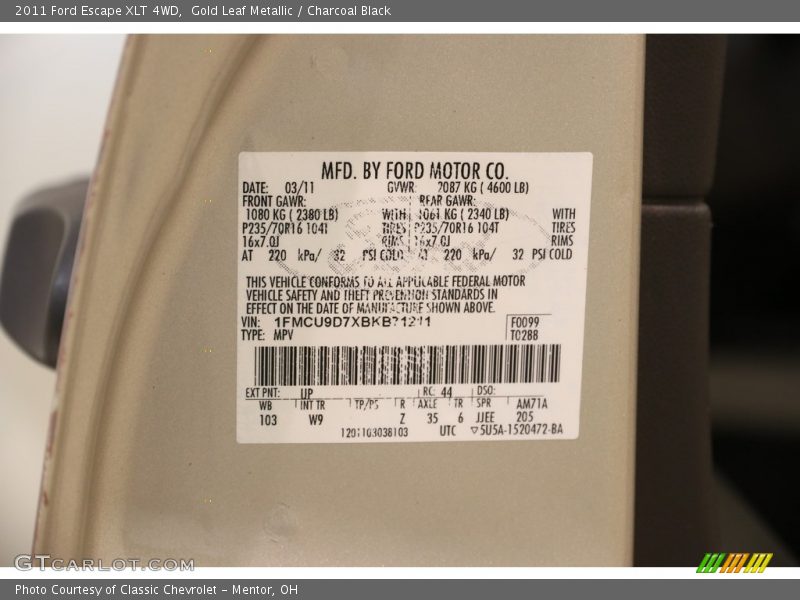 2011 Ford Escape XLT 4WD, Gold Leaf Metallic / Charcoal Black
MFD. BY FORD MOTOR CO.
DATE: 03/11 GVWR: 2087 KG ( 4600 LB)
FRONT GAWR: REAR GAWR:
1080 KG ( 2380 LB) WITH 1061 KG ( 2340 LB) WITH
P235/70R16 104T TIRES P235/70R16 104T TIRES
16x7.0J RIMS 16x7.0J RIMS
AT 220 kPa/ 32 PSI COLD AT 220 kPa/ 32 PSI COLD
THIS VEHICLE CONFORMS TO ALL APPLICABLE FEDERAL MOTOR
VEHICLE SAFETY AND THEFT PREVENTION STANDARDS IN
EFFECT ON THE DATE OF MANUFACTURE SHOWN ABOVE.
VIN: F0099
TYPE: MPV T0288
EXT PNT: UP RC: 44 DSO:
WB INT TR TP/PS R AXLE TR SPR AM71A
103 W9 Z 35 6 JJEE 205
UTC ▽5U5A-1520472-BA
GTCARLOT.COM
Photo Courtesy of Classic Chevrolet - Mentor, OH